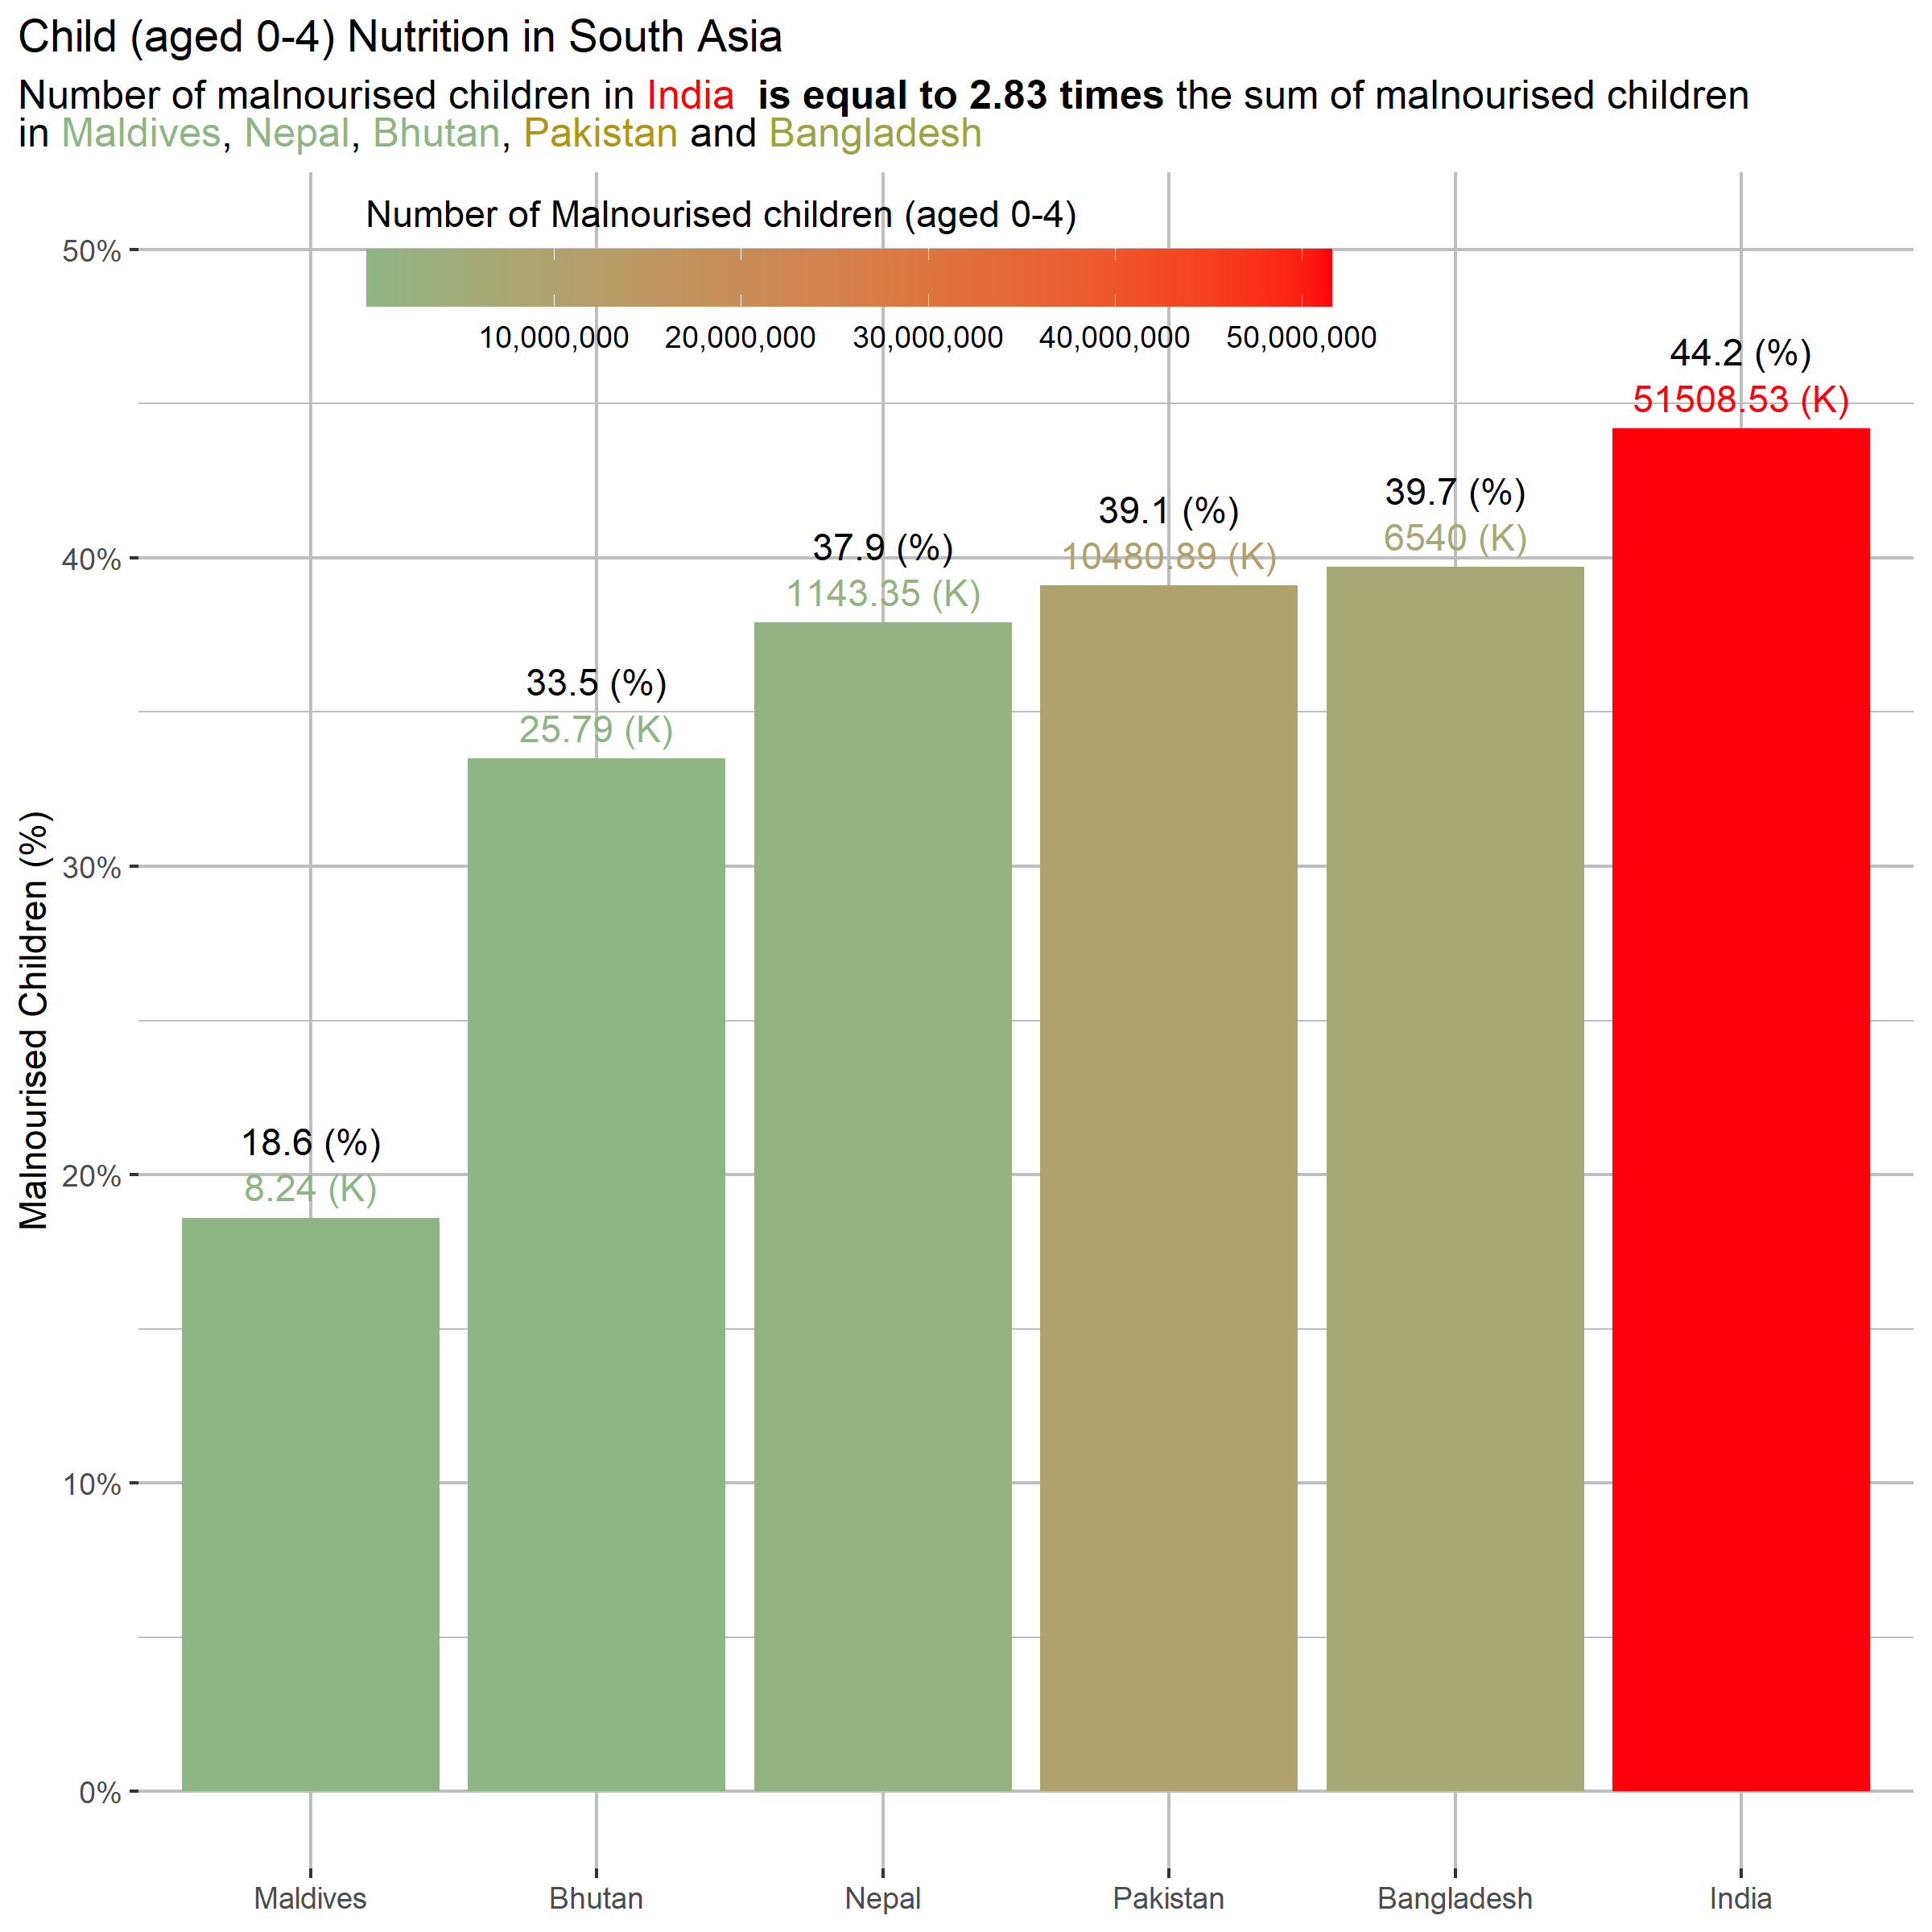 Child (aged 0-4) Nutrition in South Asia
Number of malnourised children in India is equal to 2.83 times the sum of malnourised children
in Maldives, Nepal, Bhutan, Pakistan and Bangladesh
Number of Malnourised children (aged 0-4)
10,000,000 20,000,000 30,000,000 40,000,000 50,000,000
Malnourised Children (%)
50%
40%
30%
20%
10%
0%
18.6 (%)
8.24 (K)
33.5 (%)
25.79 (K)
37.9 (%)
1143.35 (K)
39.1 (%)
10480.89 (K)
39.7 (%)
6540 (K)
44.2 (%)
51508.53 (K)
Maldives Bhutan Nepal Pakistan Bangladesh India